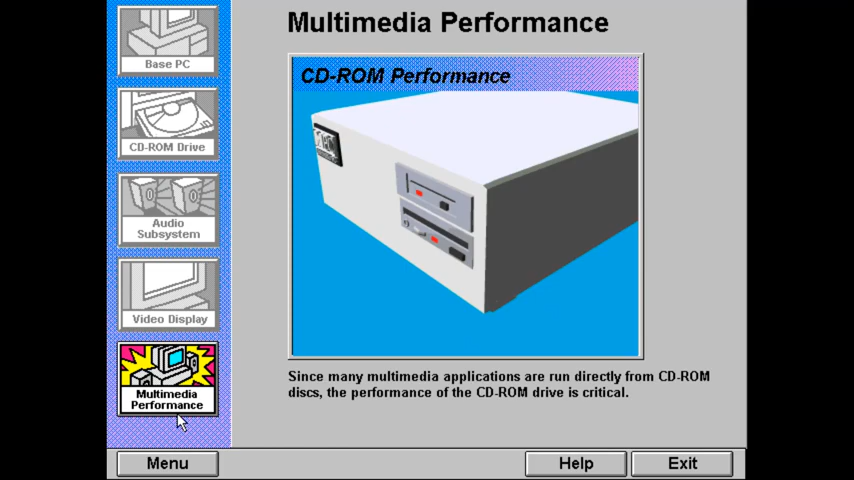 Multimedia Performance
Base PC
CD-ROM Drive
Audio
Subsystem
Video Display
Multimedia
Performance
CD-ROM Performance
Since many multimedia applications are run directly from CD-ROM
discs, the performance of the CD-ROM drive is critical.
Menu
Help
Exit